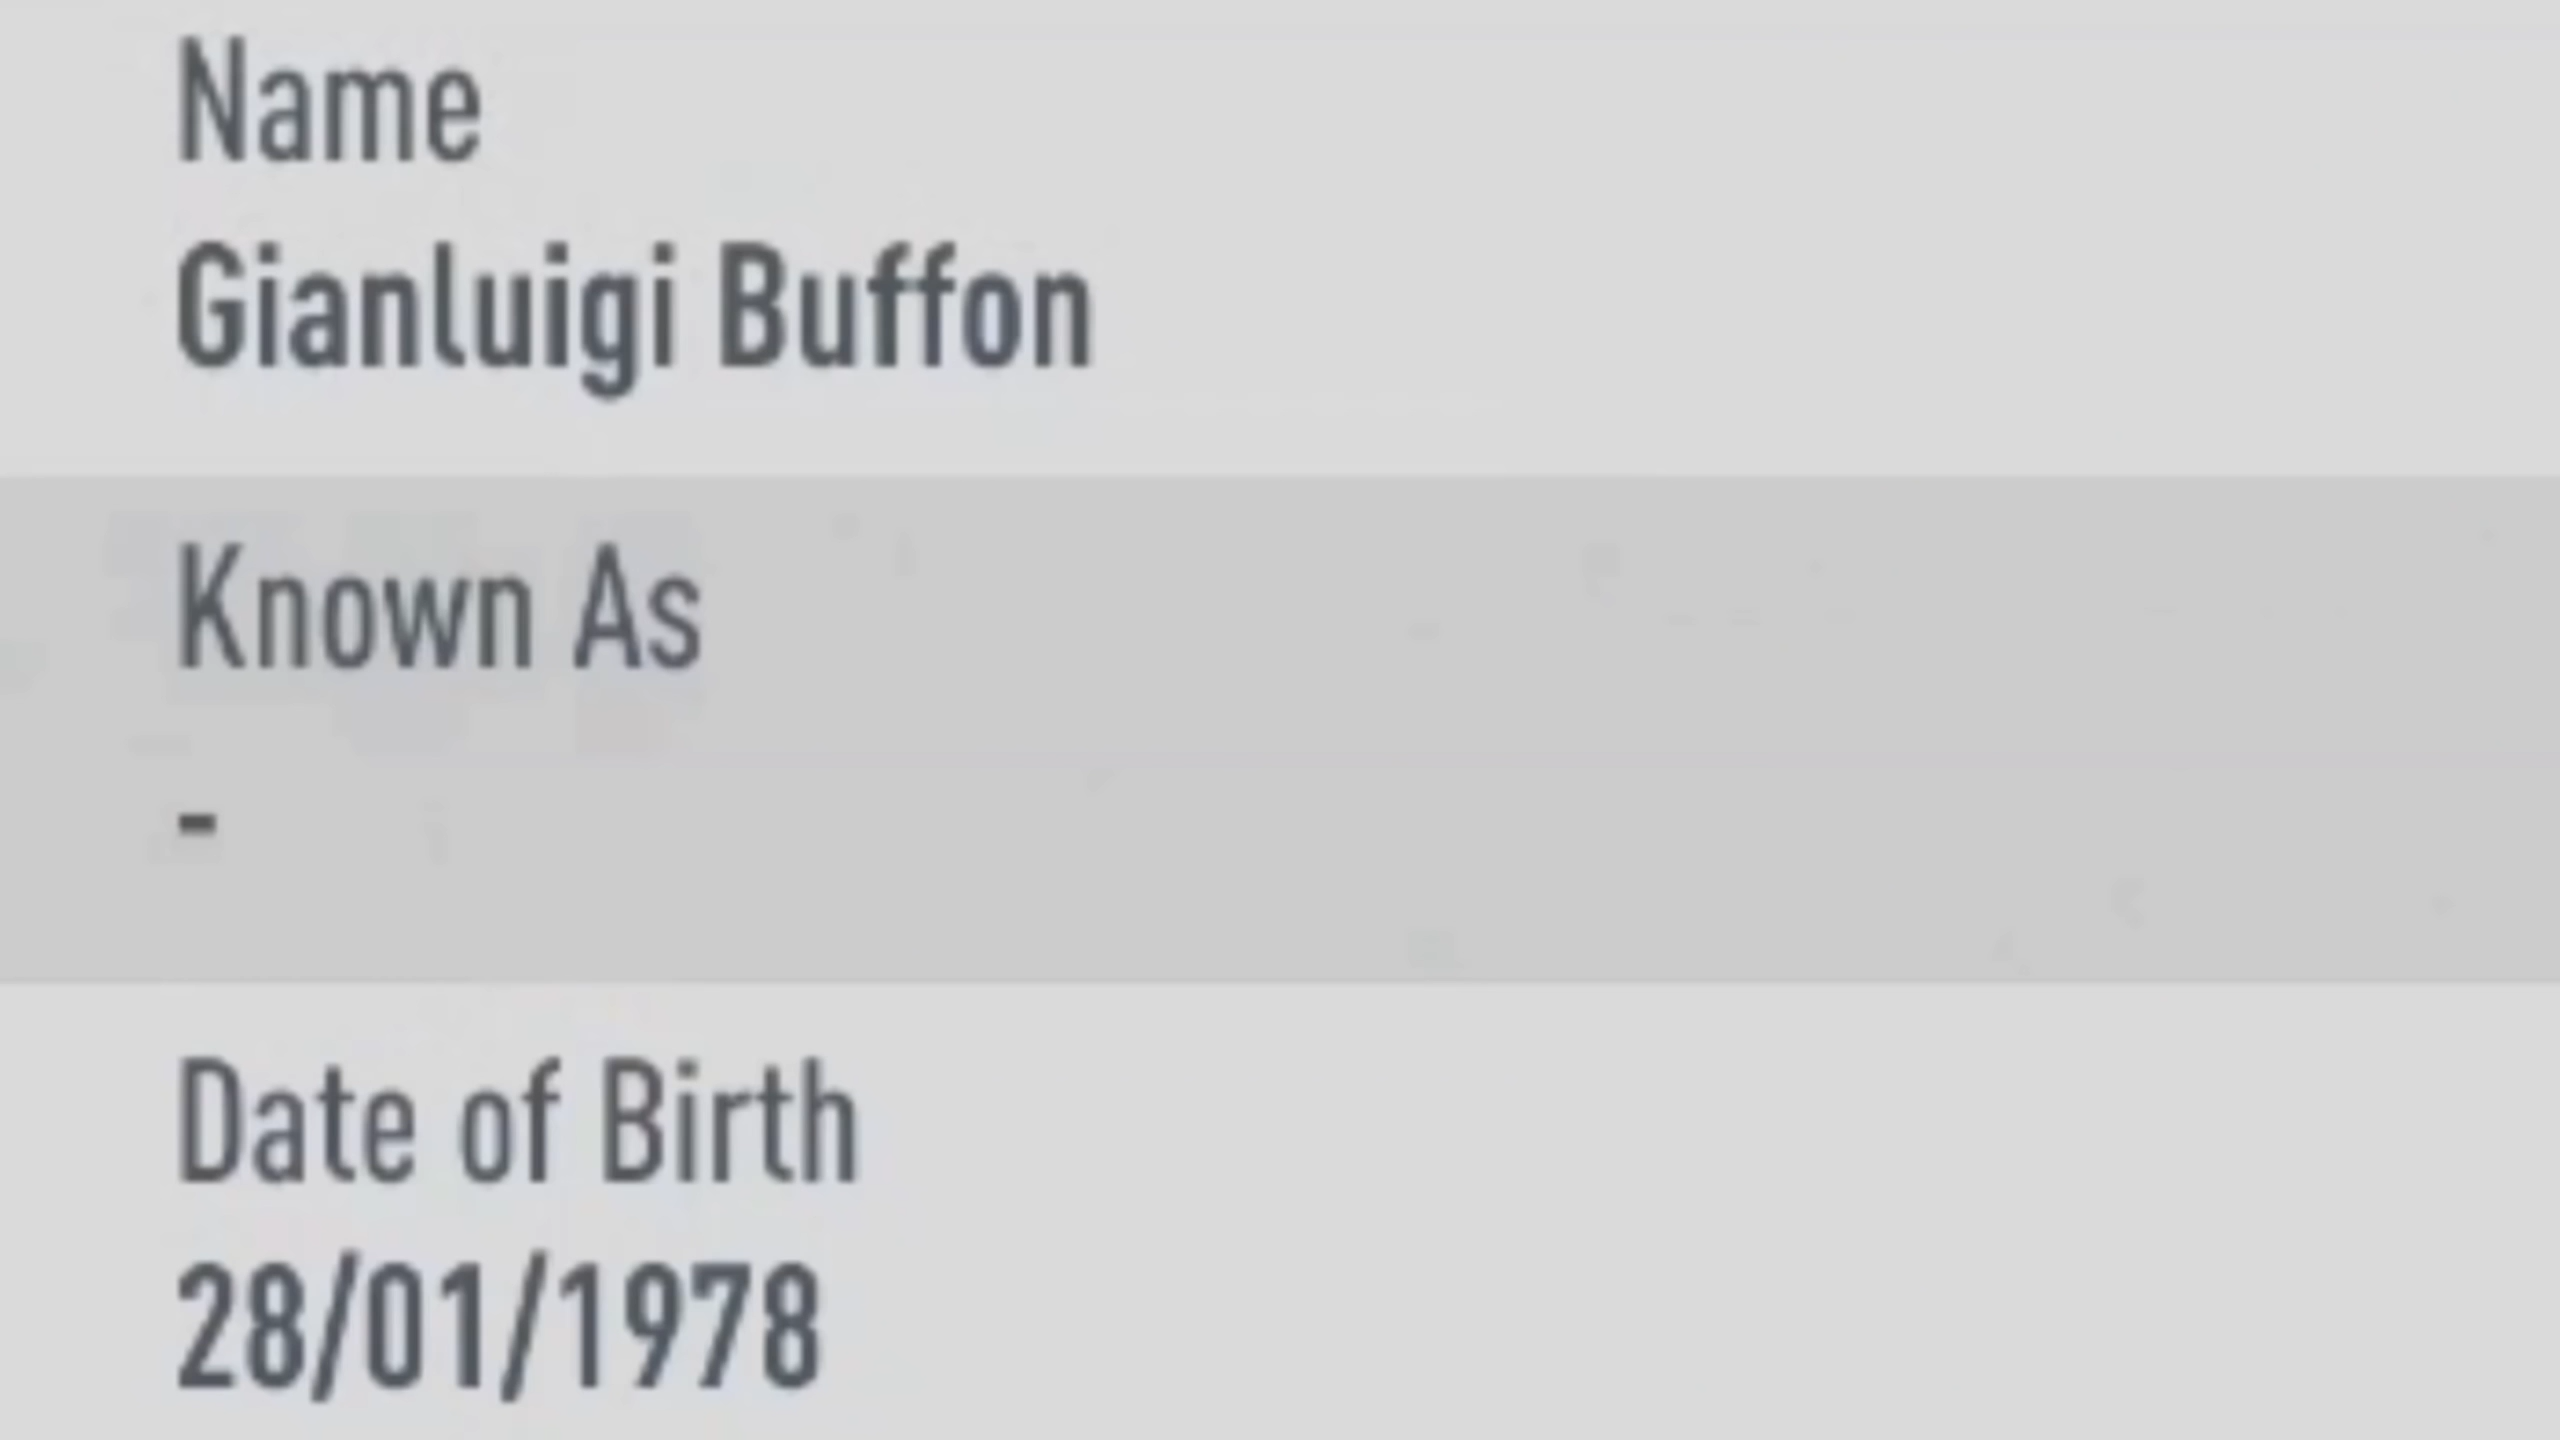 Name
Gianluigi Buffon
Known As
-
Date of Birth
28/01/1978